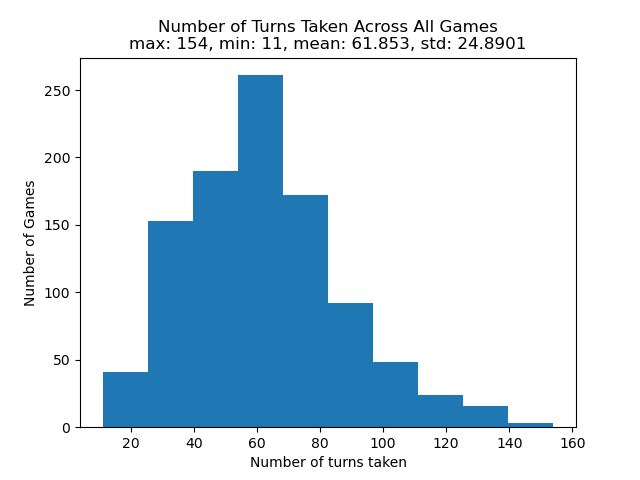 Number of Turns Taken Across All Games
max: 154, min: 11, mean: 61.853, std: 24.8901
250
200
150
100
50
0
Number of Games
20 40 60 80 100 120 140 160
Number of turns taken